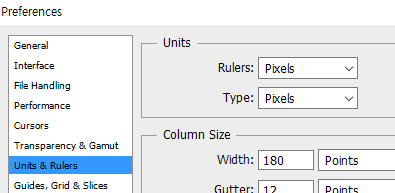 Preferences
General
Interface
File Handling
Performance
Cursors
Transparency & Gamut
Units & Rulers
Guides, Grid & Slices
Units
Rulers: Pixels
Type: Pixels
Column Size
Width: 180 Points
Gutter: 12 Points